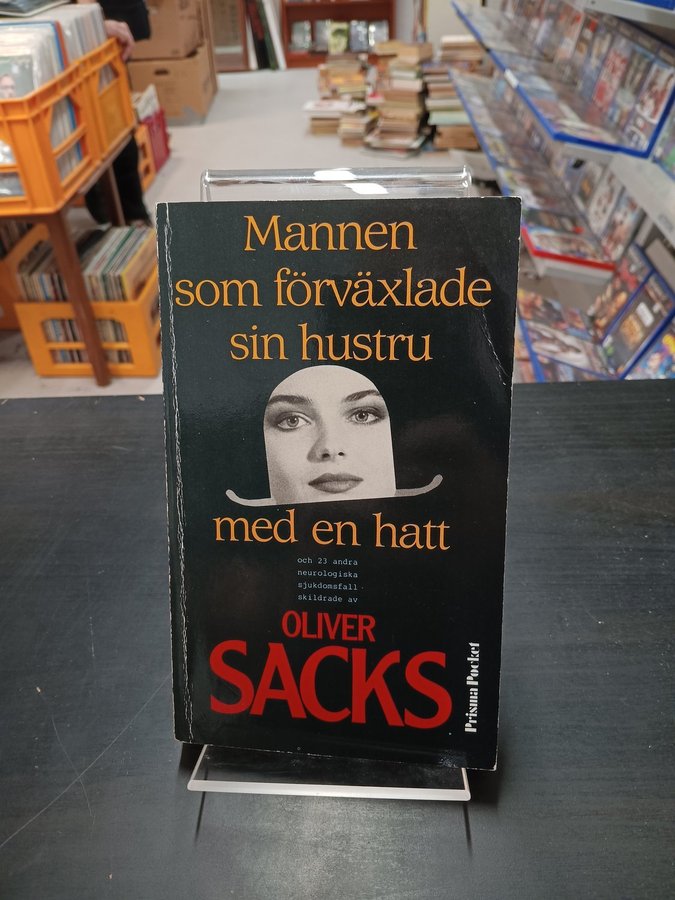 Mannen
som förväxlade
sin hustru
med en hatt
och 23 andra
neurologiska
sjukdomsfall
skildrade av
OLIVER
SACKS
Prisma Pocket